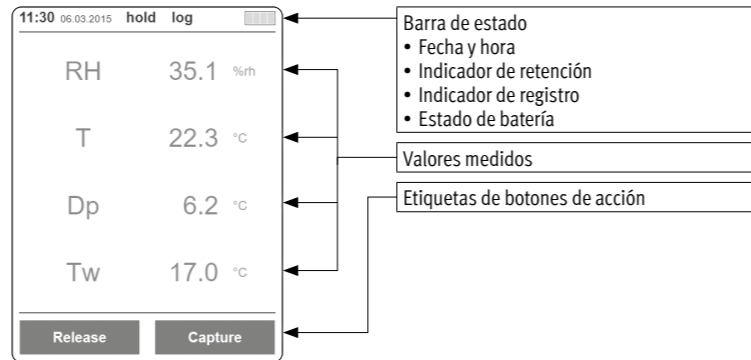 11:30 06.03.2015 hold log
RH 35.1 %rh
T 22.3 °C
Dp 6.2 °C
Tw 17.0 °C
Release Capture
Barra de estado
• Fecha y hora
• Indicador de retención
• Indicador de registro
• Estado de batería
Valores medidos
Etiquetas de botones de acción